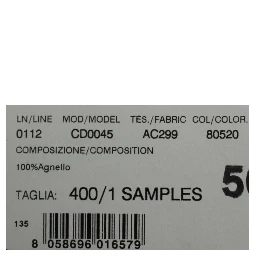 LN/LINE MOD/MODEL TES./FABRIC COL/COLOR.
0112 CD0045 AC299 80520
COMPOSIZIONE/COMPOSITION
100%Agnello
TAGLIA: 400/1 SAMPLES
135
8 058696 016579